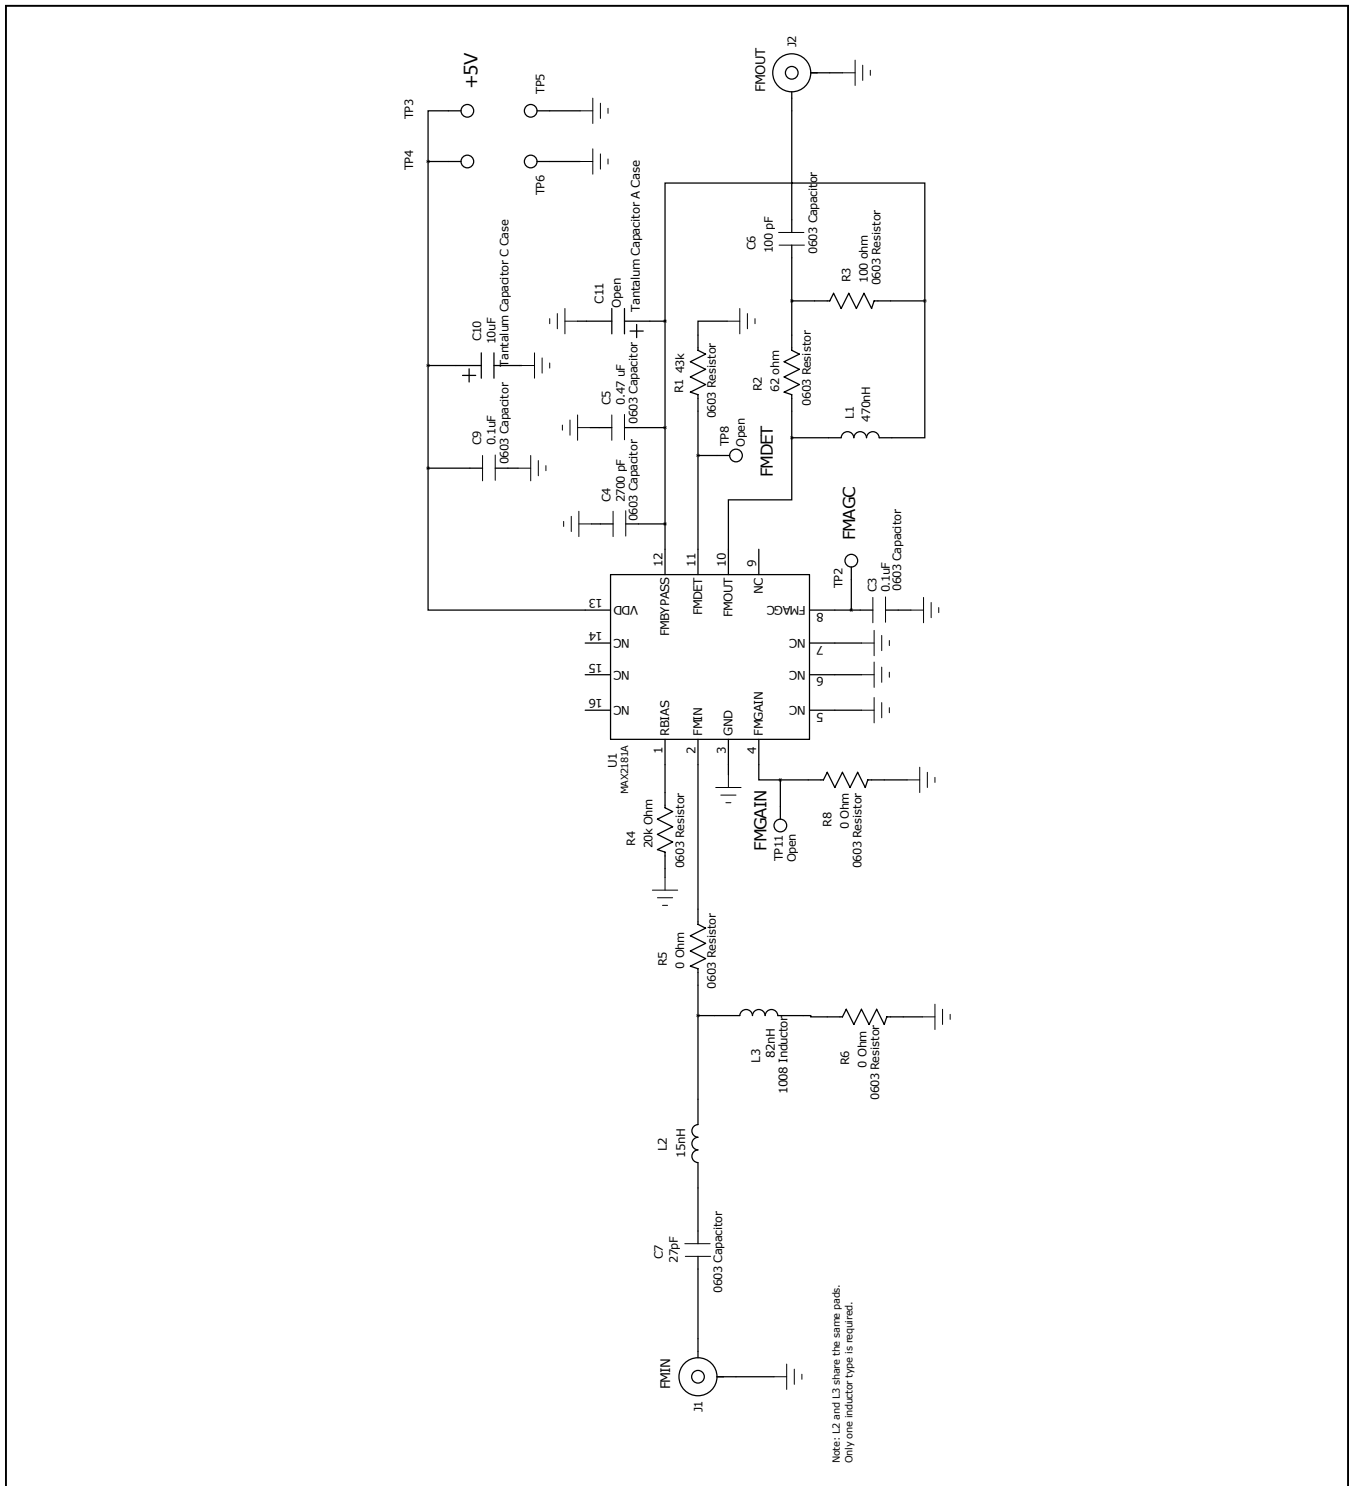 FMOUT
J2
+5V
TP3
TP4
TP5
TP6
C10
10uF
Tantalum Capacitor C Case
C9
0.1uF
0603 Capacitor
C11
Open
Tantalum Capacitor A Case
C5
0.47 uF
0603 Capacitor
C4
2700 pF
0603 Capacitor
R1 43k
0603 Resistor
TP8
Open
FMDET
C6
100 pF
0603 Capacitor
R3
100 ohm
0603 Resistor
R2
62 ohm
0603 Resistor
L1
470nH
FMAGC
TP2
C3
0.1uF
0603 Capacitor
12
11
10
9
FMBYPASS
FMDET
FMOUT
NC
13
VDD
14
NC
15
NC
16
NC
FMAGC
8
NC
7
NC
6
NC
5
RBIAS
FMIN
GND
FMGAIN
1
2
3
4
U1
MAX2181A
R4
20k Ohm
0603 Resistor
FMGAIN
TP11
Open
R8
0 Ohm
0603 Resistor
R5
0 Ohm
0603 Resistor
L3
82nH
1008 Inductor
R6
0 Ohm
0603 Resistor
L2
15nH
C7
27pF
0603 Capacitor
FMIN
J1
Note: L2 and L3 share the same pads.
Only one inductor type is required.